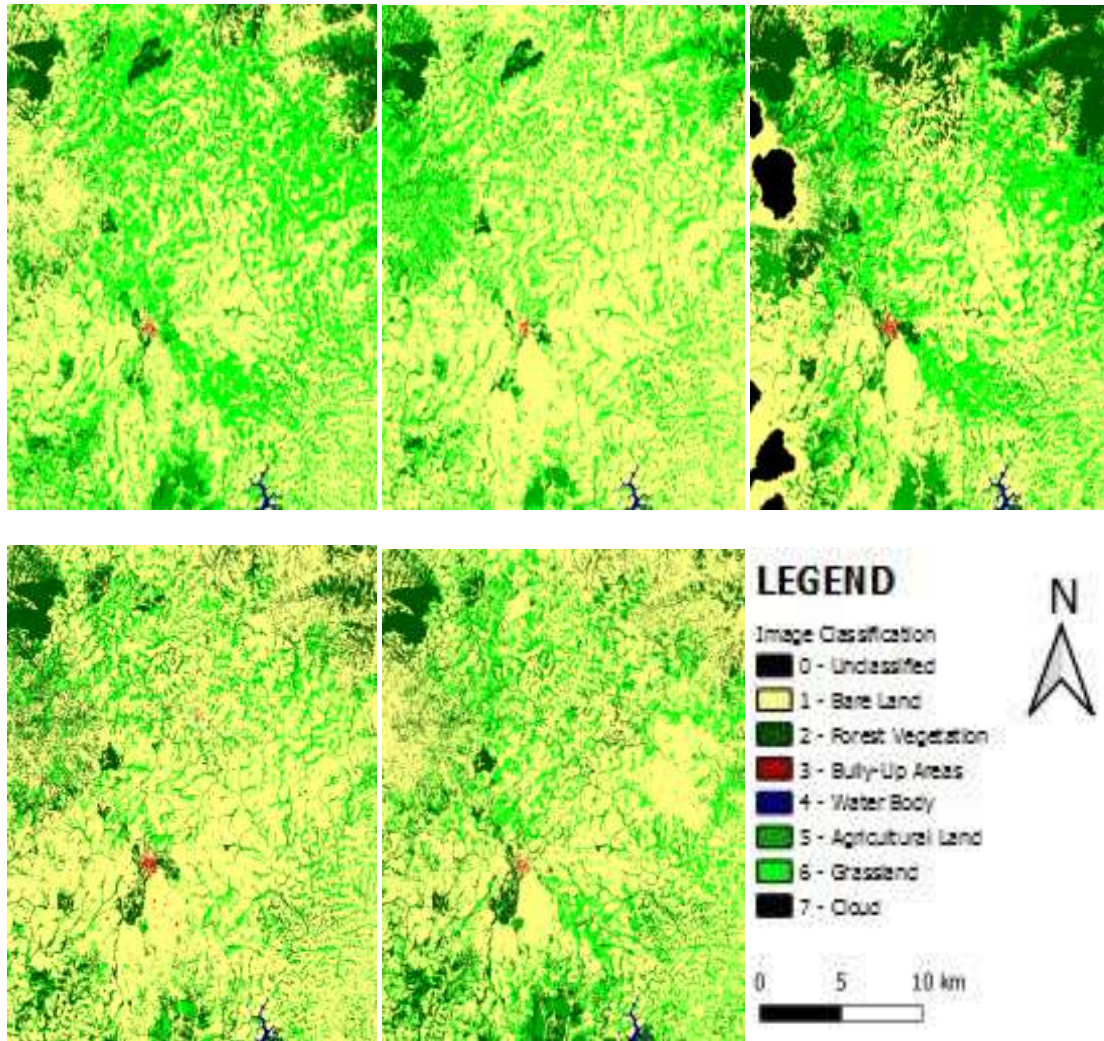 LEGEND
N
Image Classification
0 - Unclassified
1 - Bare Land
2 - Forest Vegetation
3 - Buily-Up Areas
4 - Water Body
5 - Agricultural Land
6 - Grassland
7 - Cloud
0 5 10 km